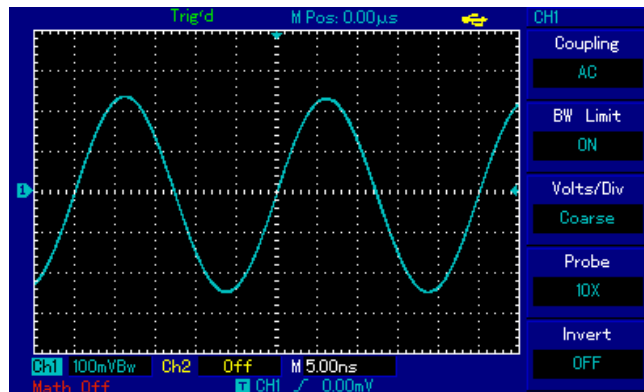 Trig'd M Pos: 0.00µs CH1
Coupling
AC
BW Limit
ON
1
Volts/Div
Coarse
Probe
10X
Invert
OFF
Ch1 100mVBw Ch2 Off M 5.00ns
Math Off T CH1 0.00mV